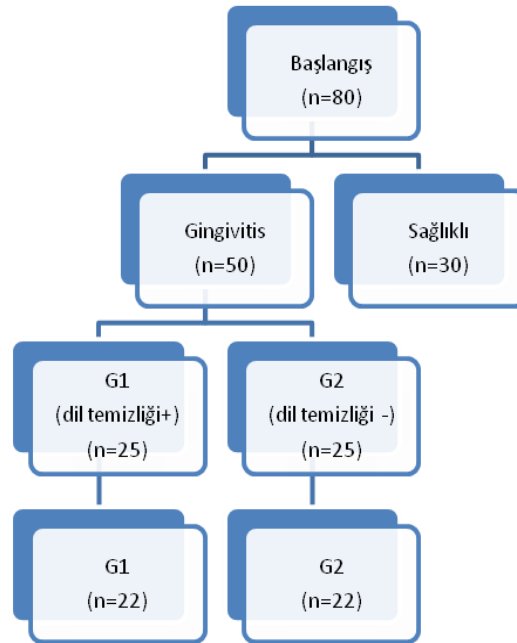 Başlangış
(n=80)
Gingivitis
(n=50)
Sağlıklı
(n=30)
G1
(dil temizliği+)
(n=25)
G2
(dil temizliği -)
(n=25)
G1
(n=22)
G2
(n=22)